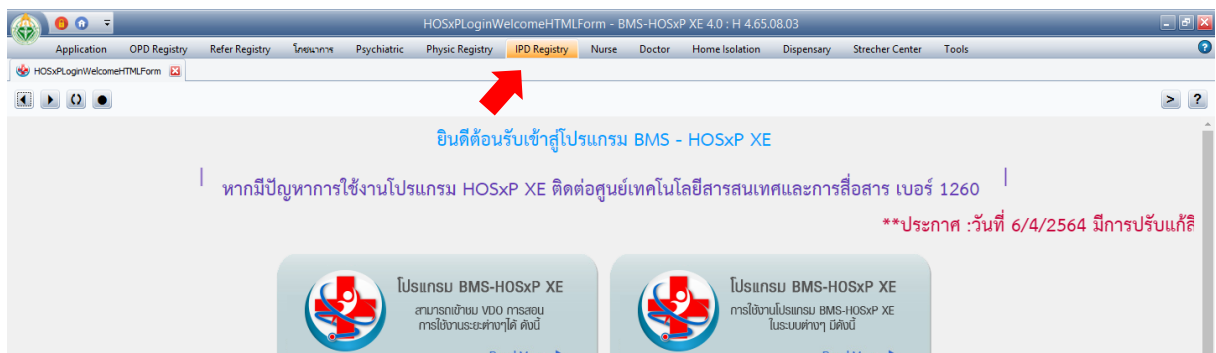 HOSxPLoginWelcomeHTMLForm - BMS-HOSxP XE 4.0 : H 4.65.08.03
Application OPD Registry Refer Registry โภชนาการ Psychiatric Physic Registry IPD Registry Nurse Doctor Home Isolation Dispensary Strecher Center Tools
HOSxPLoginWelcomeHTMLForm
ยินดีต้อนรับเข้าสู่โปรแกรม BMS - HOSxP XE
หากมีปัญหาการใช้งานโปรแกรม HOSxP XE ติดต่อศูนย์เทคโนโลยีสารสนเทศและการสื่อสาร เบอร์ 1260
**ประกาศ :วันที่ 6/4/2564 มีการปรับแก้สิ
โปรแกรม BMS-HOSxP XE
สามารถเข้าชม VDO การสอน
การใช้งานระยะต่างๆได้ ดังนี้
โปรแกรม BMS-HOSxP XE
การใช้งานโปรแกรม BMS-HOSxP XE
ในระบบต่างๆ มีดังนี้